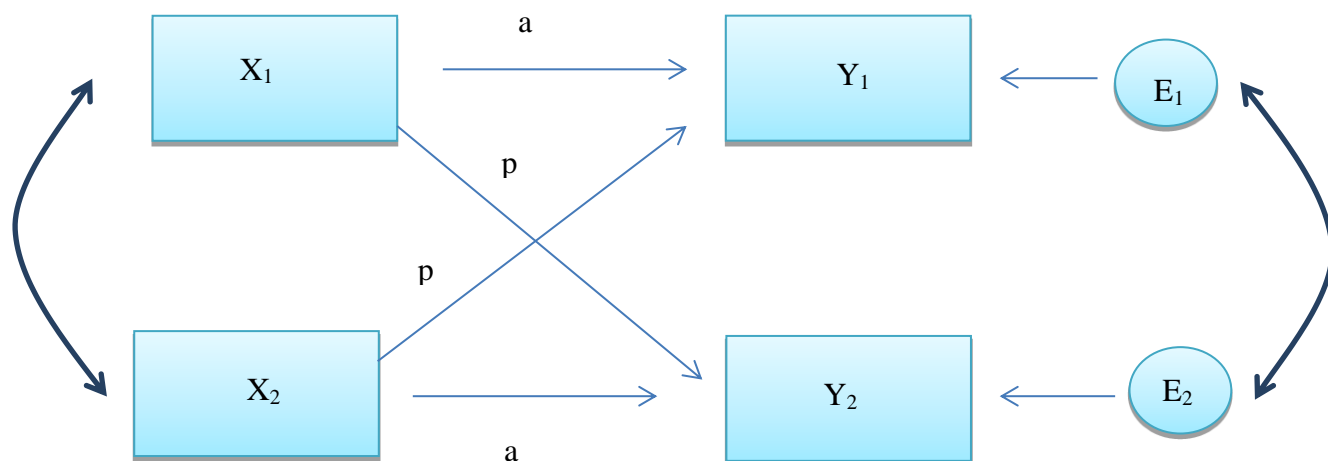 a
X₁
Y₁
E₁
p
p
X₂
Y₂
E₂
a